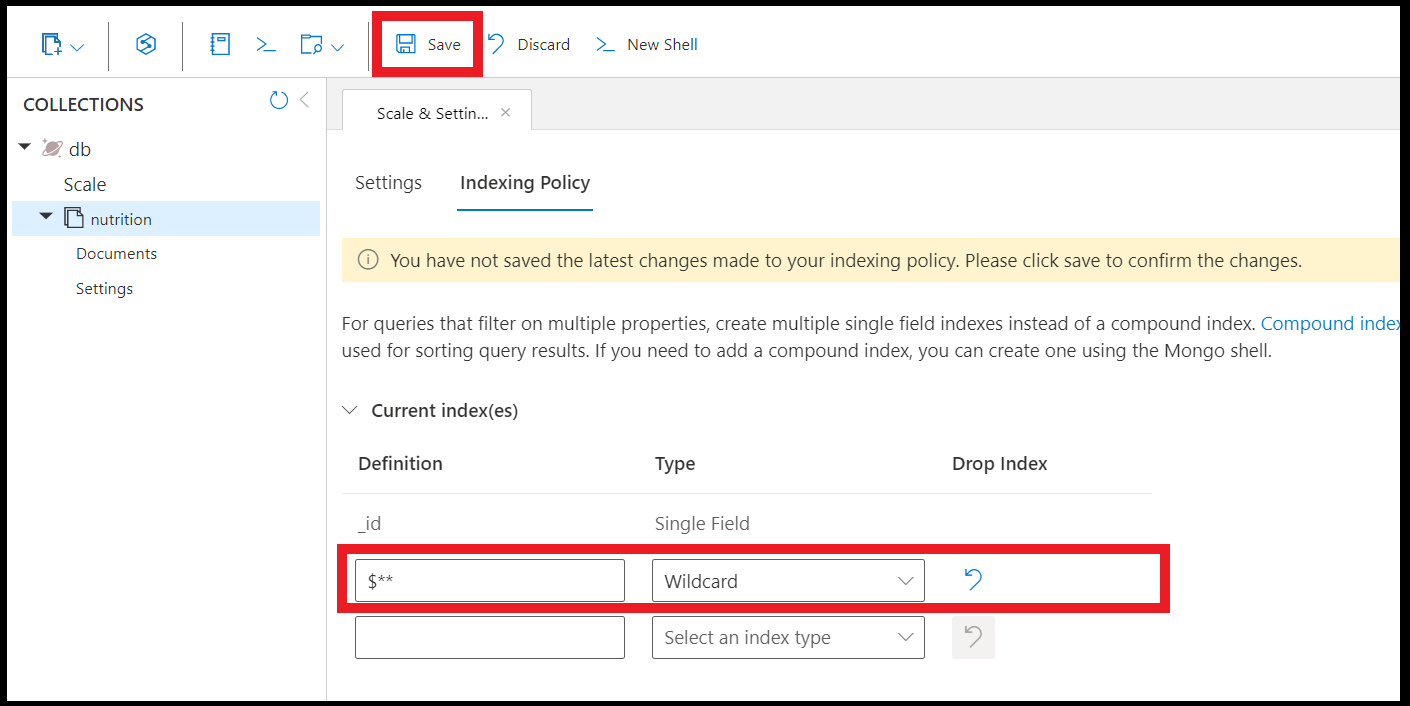 Save
Discard
New Shell
COLLECTIONS
Scale & Settin...
db
Scale
nutrition
Documents
Settings
Settings
Indexing Policy
You have not saved the latest changes made to your indexing policy. Please click save to confirm the changes.
For queries that filter on multiple properties, create multiple single field indexes instead of a compound index. Compound index
used for sorting query results. If you need to add a compound index, you can create one using the Mongo shell.
Current index(es)
Definition Type Drop Index
_id Single Field
$** Wildcard
Select an index type